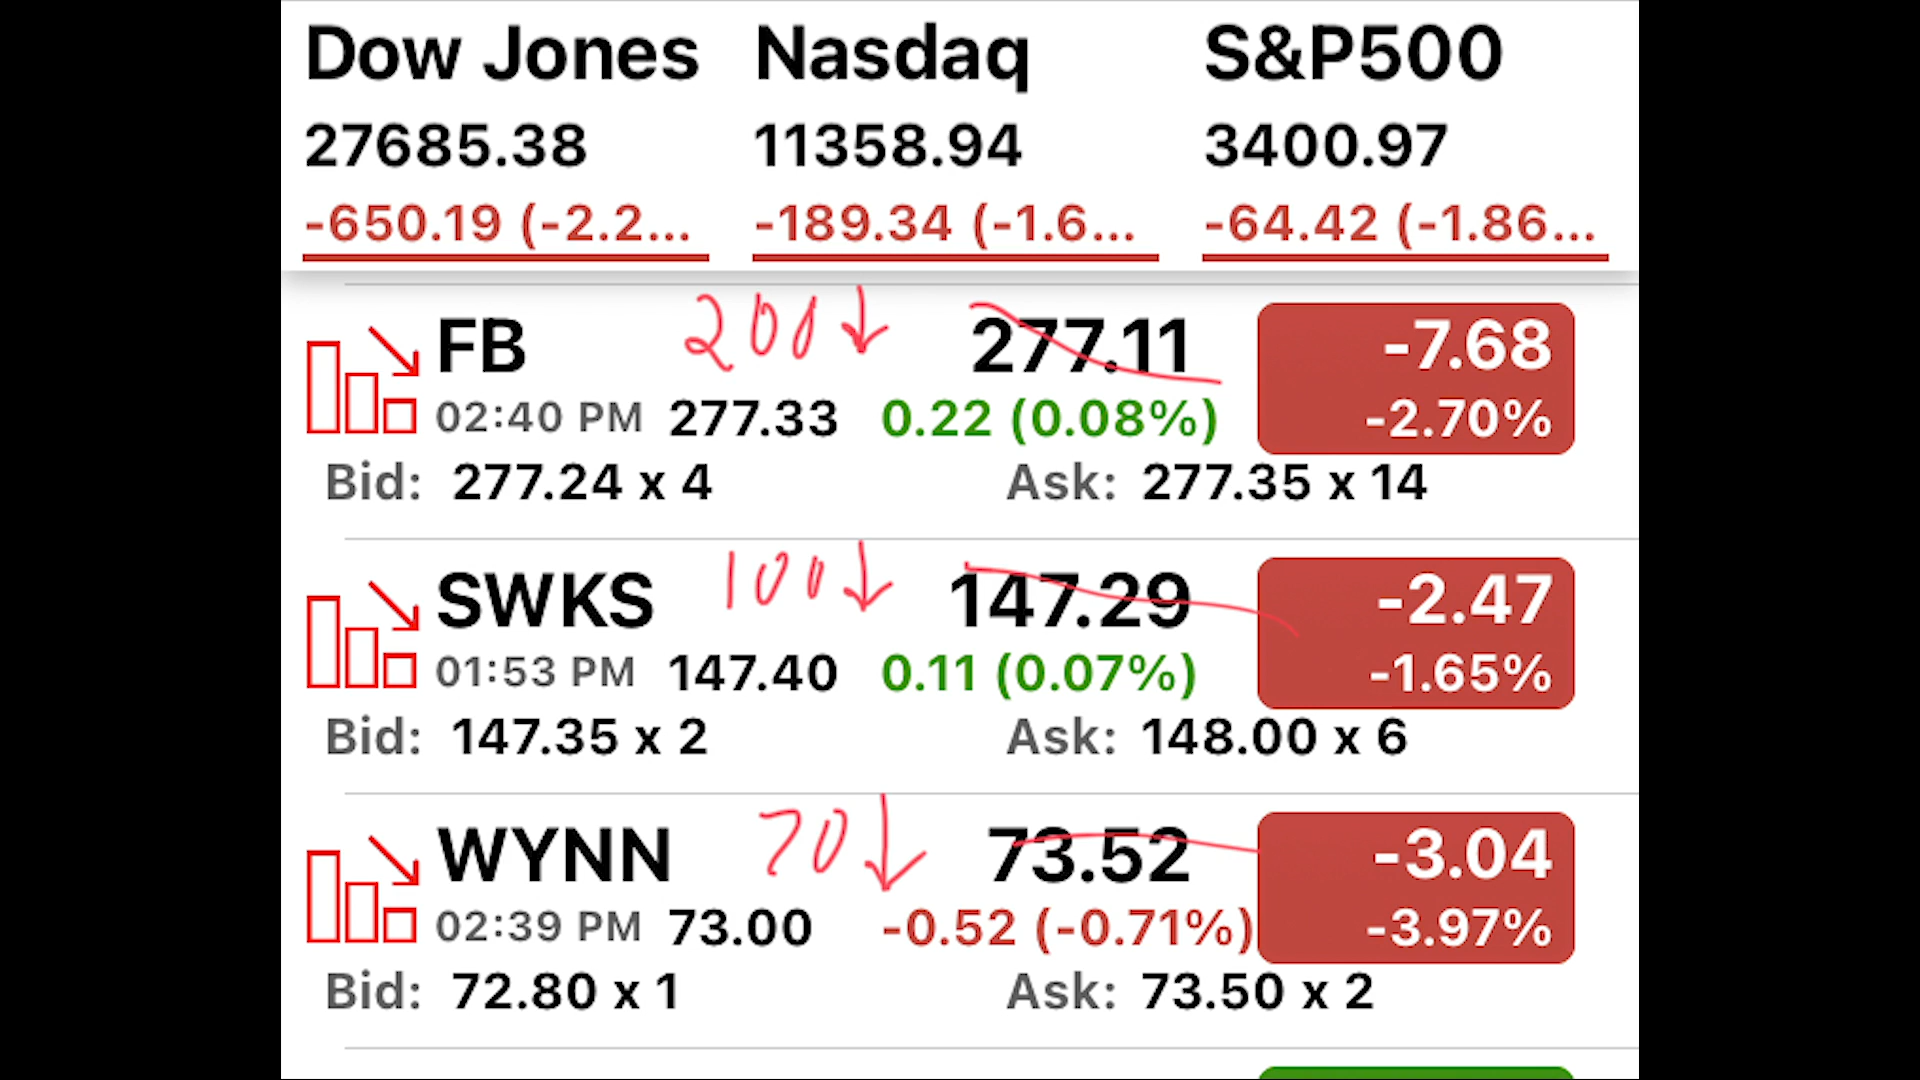 Dow Jones Nasdaq S&P500
27685.38 11358.94 3400.97
-650.19 (-2.2... -189.34 (-1.6... -64.42 (-1.86...
FB 200↓ 277.11 -7.68
02:40 PM 277.33 0.22 (0.08%) -2.70%
Bid: 277.24 x 4 Ask: 277.35 x 14
SWKS 100↓ 147.29 -2.47
01:53 PM 147.40 0.11 (0.07%) -1.65%
Bid: 147.35 x 2 Ask: 148.00 x 6
WYNN 70↓ 73.52 -3.04
02:39 PM 73.00 -0.52 (-0.71%) -3.97%
Bid: 72.80 x 1 Ask: 73.50 x 2